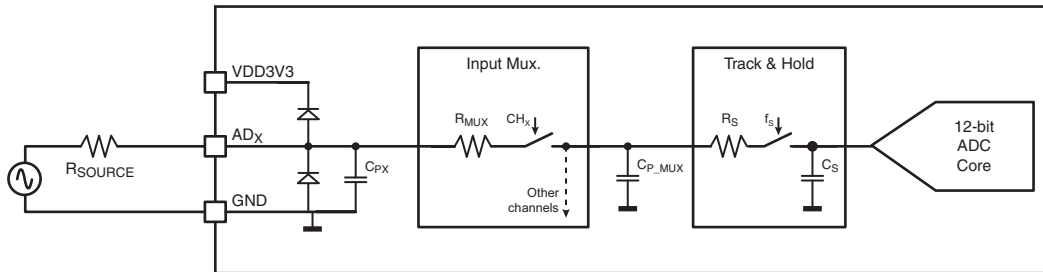 VDD3V3
Input Mux.
Track & Hold
R_MUX
CH_X
R_S
f_S
AD_X
12-bit
ADC
Core
R_SOURCE
C_PX
C_P_MUX
C_S
Other
channels
GND